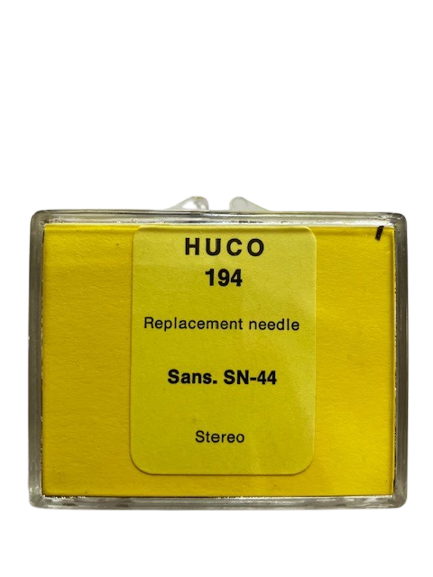 HUCO
194
Replacement needle
Sans. SN-44
Stereo